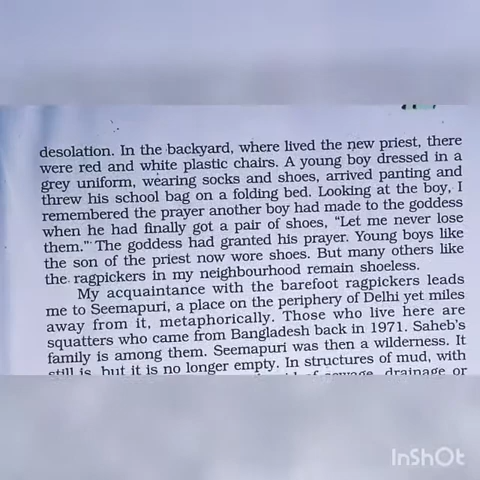 desolation. In the backyard, where lived the new priest, there
were red and white plastic chairs. A young boy dressed in a
grey uniform, wearing socks and shoes, arrived panting and
threw his school bag on a folding bed. Looking at the boy, I
remembered the prayer another boy had made to the goddess
when he had finally got a pair of shoes, “Let me never lose
them.” The goddess had granted his prayer. Young boys like
the son of the priest now wore shoes. But many others like
the ragpickers in my neighbourhood remain shoeless.
My acquaintance with the barefoot ragpickers leads
me to Seemapuri, a place on the periphery of Delhi yet miles
away from it, metaphorically. Those who live here are
squatters who came from Bangladesh back in 1971. Saheb’s
family is among them. Seemapuri was then a wilderness. It
still is, but it is no longer empty. In structures of mud, with
of sewage, drainage or
InShOt